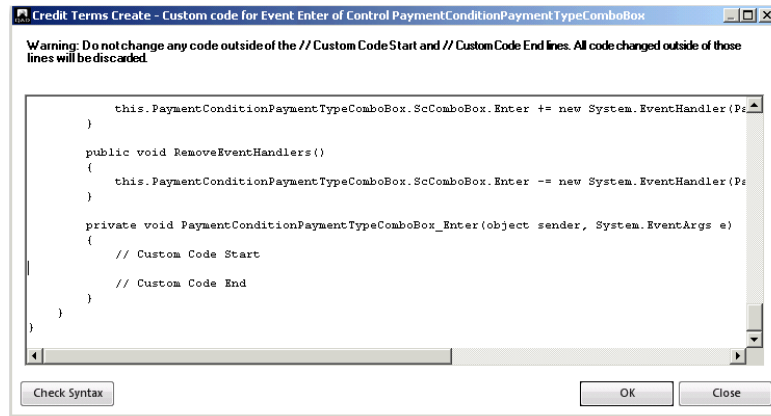 Credit Terms Create - Custom code for Event Enter of Control PaymentConditionPaymentTypeComboBox
Warning: Do not change any code outside of the // Custom Code Start and // Custom Code End lines. All code changed outside of those
lines will be discarded.
this.PaymentConditionPaymentTypeComboBox.ScComboBox.Enter += new System.EventHandler(Pa
}
public void RemoveEventHandlers()
{
this.PaymentConditionPaymentTypeComboBox.ScComboBox.Enter -= new System.EventHandler(Pa
}
private void PaymentConditionPaymentTypeComboBox_Enter(object sender, System.EventArgs e)
{
// Custom Code Start
// Custom Code End
}
}
}
Check Syntax
OK
Close